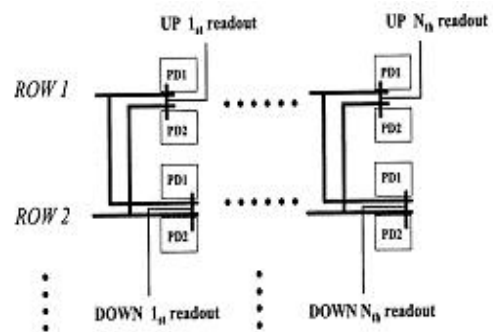 UP 1st readout UP Nth readout
PD1 PD1
ROW 1
PD2 PD2
PD1 PD1
ROW 2
PD2 PD2
DOWN 1st readout DOWN Nth readout